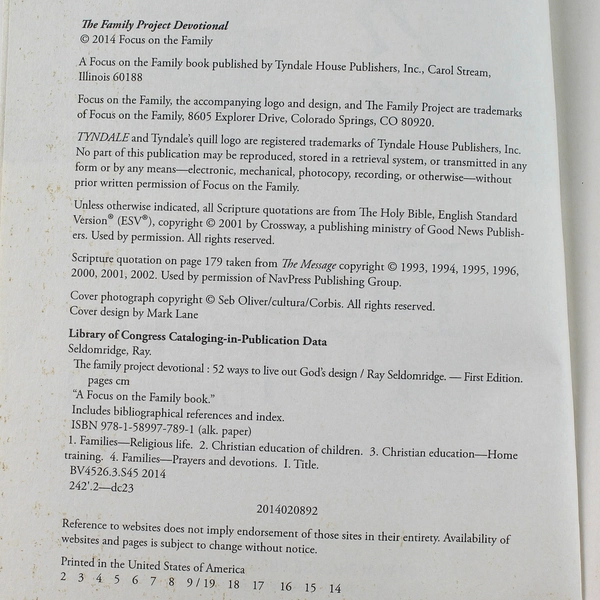 The Family Project Devotional
© 2014 Focus on the Family
A Focus on the Family book published by Tyndale House Publishers, Inc., Carol Stream,
Illinois 60188
Focus on the Family, the accompanying logo and design, and The Family Project are trademarks
of Focus on the Family, 8605 Explorer Drive, Colorado Springs, CO 80920.
TYNDALE and Tyndale's quill logo are registered trademarks of Tyndale House Publishers, Inc.
No part of this publication may be reproduced, stored in a retrieval system, or transmitted in any
form or by any means—electronic, mechanical, photocopy, recording, or otherwise—without
prior written permission of Focus on the Family.
Unless otherwise indicated, all Scripture quotations are from The Holy Bible, English Standard
Version® (ESV®), copyright © 2001 by Crossway, a publishing ministry of Good News Publish-
ers. Used by permission. All rights reserved.
Scripture quotation on page 179 taken from The Message copyright © 1993, 1994, 1995, 1996,
2000, 2001, 2002. Used by permission of NavPress Publishing Group.
Cover photograph copyright © Seb Oliver/cultura/Corbis. All rights reserved.
Cover design by Mark Lane
Library of Congress Cataloging-in-Publication Data
Seldomridge, Ray.
The family project devotional : 52 ways to live out God's design / Ray Seldomridge. — First Edition.
pages cm
"A Focus on the Family book."
Includes bibliographical references and index.
ISBN 978-1-58997-789-1 (alk. paper)
1. Families—Religious life. 2. Christian education of children. 3. Christian education—Home
training. 4. Families—Prayers and devotions. I. Title.
BV4526.3.S45 2014
242'.2—dc23
2014020892
Reference to websites does not imply endorsement of those sites in their entirety. Availability of
websites and pages is subject to change without notice.
Printed in the United States of America
2 3 4 5 6 7 8 9 / 19 18 17 16 15 14